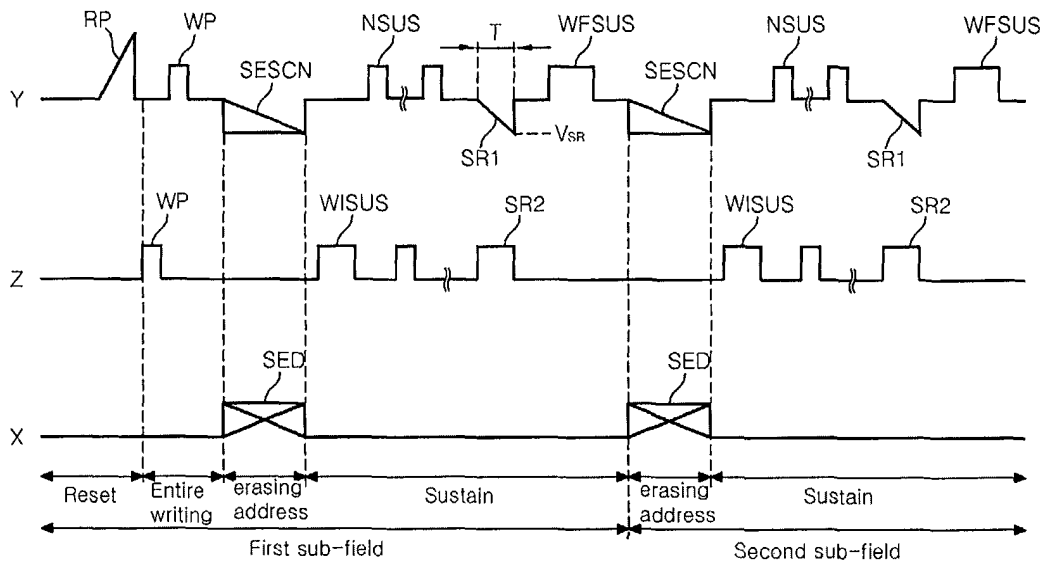 RP
WP
SESCN
NSUS
T
WFSUS
SESCN
NSUS
WFSUS
Y
SR1
VSR
SR1
WP
WISUS
SR2
WISUS
SR2
Z
SED
SED
X
Reset
Entire
writing
erasing
address
Sustain
erasing
address
Sustain
First sub-field
Second sub-field